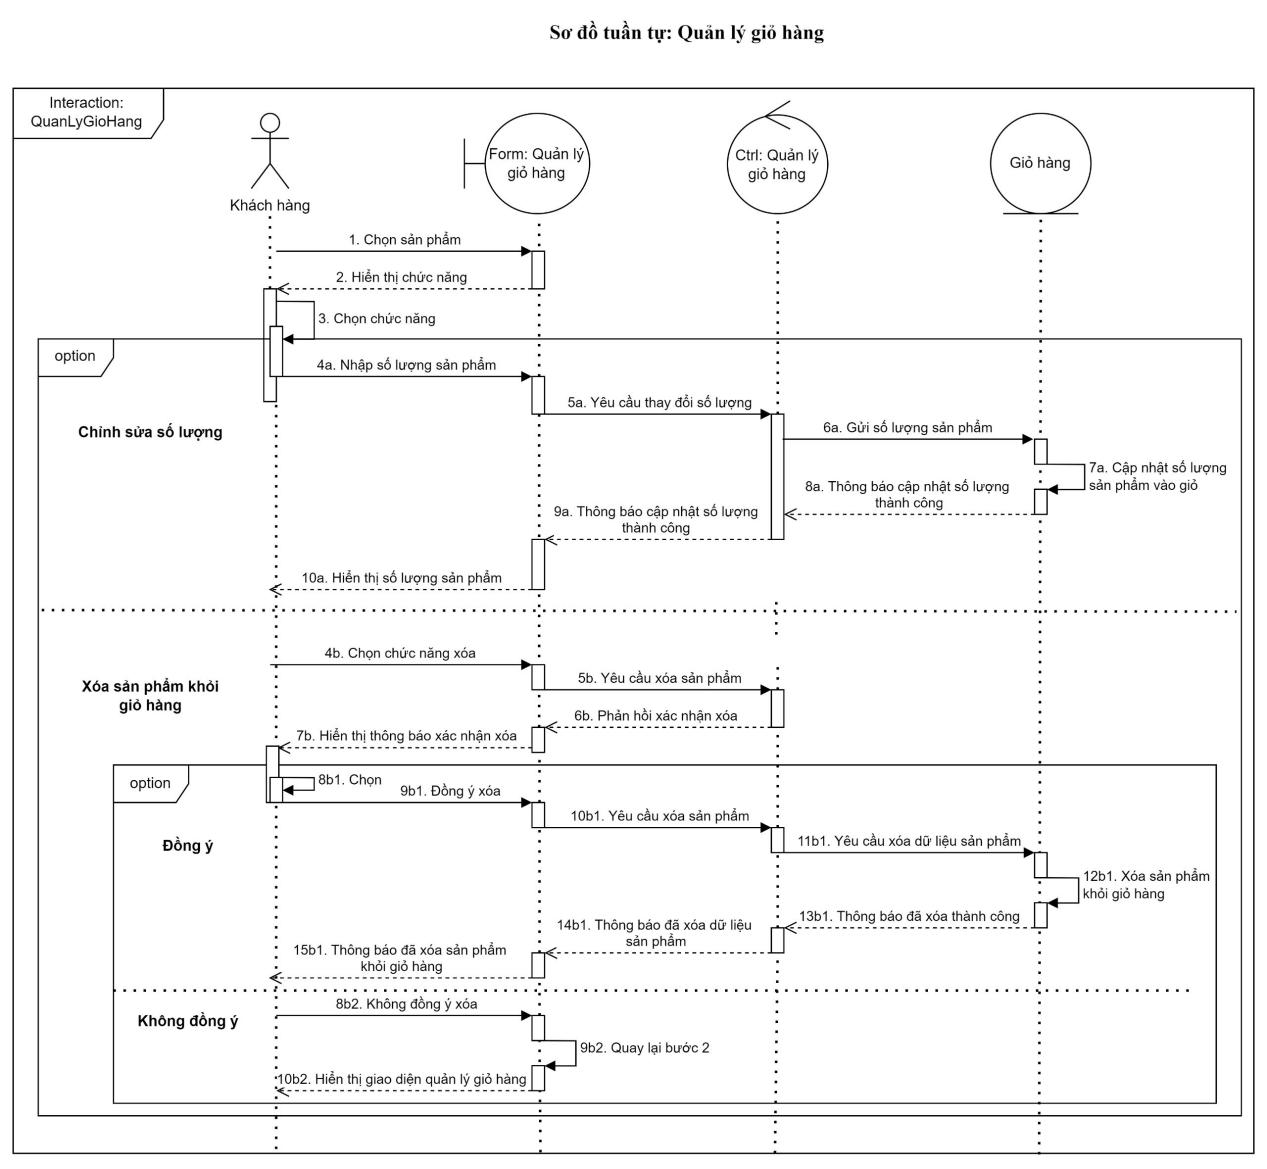 Sơ đồ tuần tự: Quản lý giỏ hàng
Interaction:
QuanLyGioHang
Form: Quản lý
giỏ hàng
Ctrl: Quản lý
giỏ hàng
Giỏ hàng
Khách hàng
1. Chọn sản phẩm
2. Hiển thị chức năng
3. Chọn chức năng
option
4a. Nhập số lượng sản phẩm
5a. Yêu cầu thay đổi số lượng
Chỉnh sửa số lượng
6a. Gửi số lượng sản phẩm
7a. Cập nhật số lượng
sản phẩm vào giỏ
8a. Thông báo cập nhật số lượng
thành công
9a. Thông báo cập nhật số lượng
thành công
10a. Hiển thị số lượng sản phẩm
4b. Chọn chức năng xóa
5b. Yêu cầu xóa sản phẩm
Xóa sản phẩm khỏi
giỏ hàng
6b. Phản hồi xác nhận xóa
7b. Hiển thị thông báo xác nhận xóa
option
8b1. Chọn
9b1. Đồng ý xóa
10b1. Yêu cầu xóa sản phẩm
Đồng ý
11b1. Yêu cầu xóa dữ liệu sản phẩm
12b1. Xóa sản phẩm
khỏi giỏ hàng
13b1. Thông báo đã xóa thành công
14b1. Thông báo đã xóa dữ liệu
sản phẩm
15b1. Thông báo đã xóa sản phẩm
khỏi giỏ hàng
8b2. Không đồng ý xóa
Không đồng ý
9b2. Quay lại bước 2
10b2. Hiển thị giao diện quản lý giỏ hàng